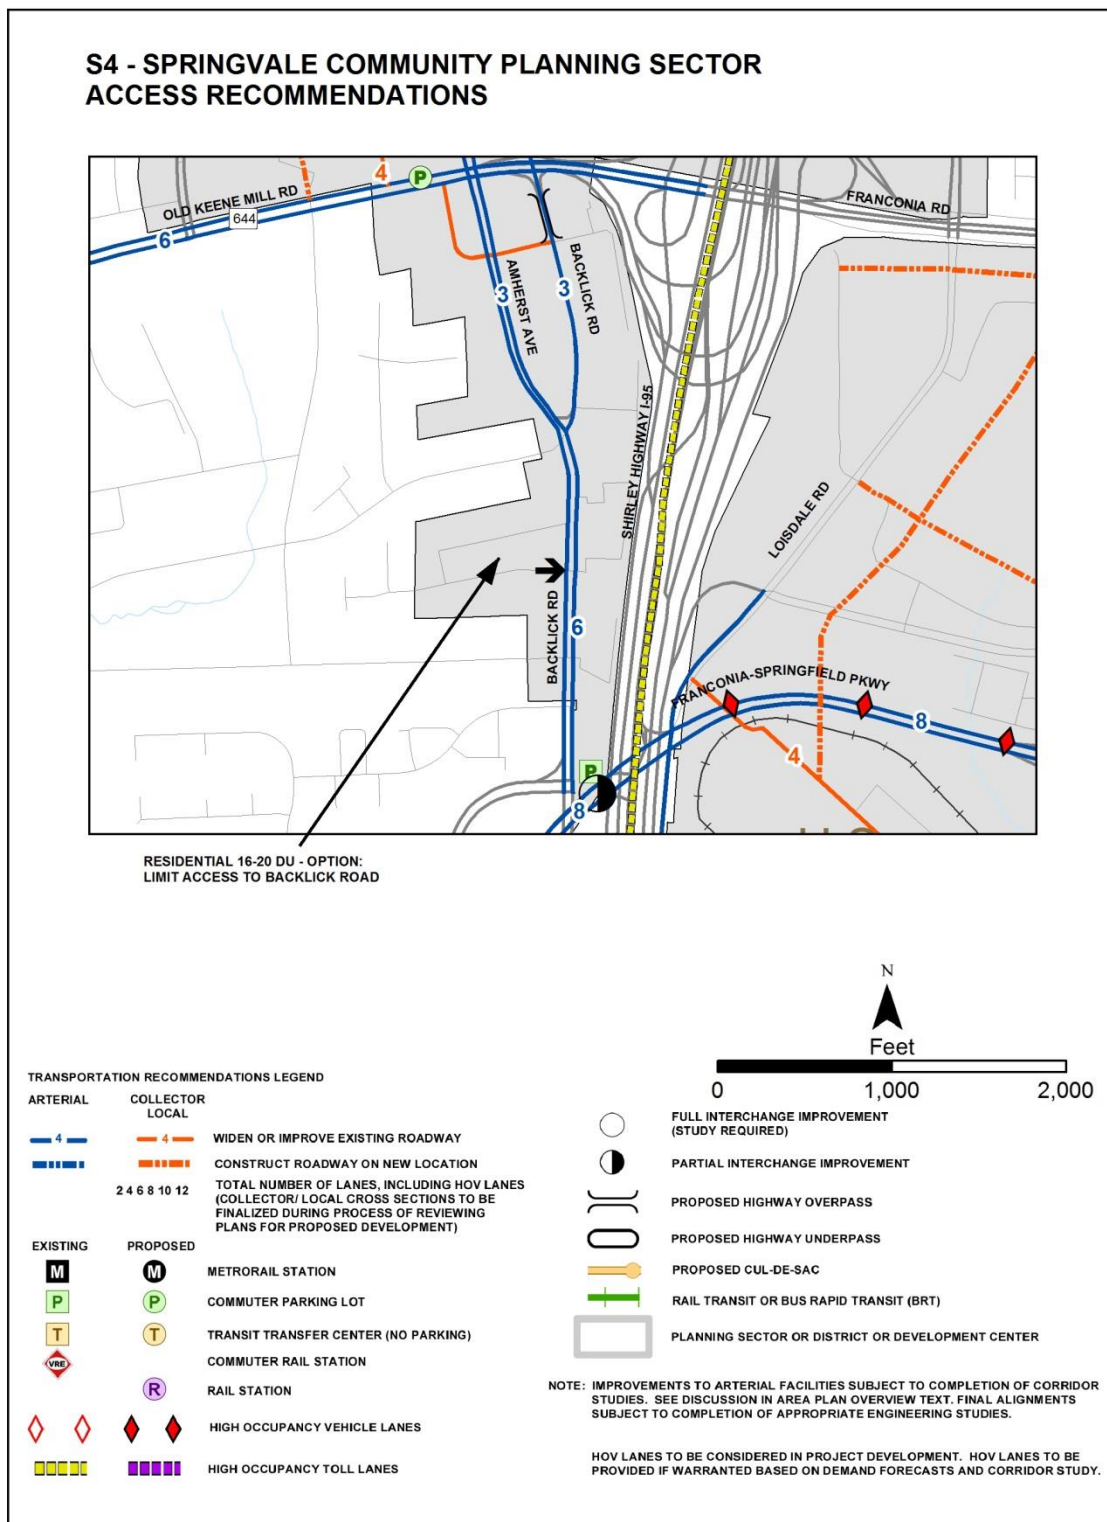 S4 - SPRINGVALE COMMUNITY PLANNING SECTOR
ACCESS RECOMMENDATIONS
4
P
OLD KEENE MILL RD
644
6
FRANCONIA RD
3
AMHERST AVE
3
BACKLICK RD
SHIRLEY HIGHWAY I-95
LOISDALE RD
BACKLICK RD
6
FRANCONIA-SPRINGFIELD PKWY
8
4
P
8
RESIDENTIAL 16-20 DU - OPTION:
LIMIT ACCESS TO BACKLICK ROAD
N
Feet
0 1,000 2,000
TRANSPORTATION RECOMMENDATIONS LEGEND
ARTERIAL COLLECTOR
LOCAL
4 4 WIDEN OR IMPROVE EXISTING ROADWAY
CONSTRUCT ROADWAY ON NEW LOCATION
2 4 6 8 10 12 TOTAL NUMBER OF LANES, INCLUDING HOV LANES
(COLLECTOR/ LOCAL CROSS SECTIONS TO BE
FINALIZED DURING PROCESS OF REVIEWING
PLANS FOR PROPOSED DEVELOPMENT)
EXISTING PROPOSED
M M METRORAIL STATION
P P COMMUTER PARKING LOT
T T TRANSIT TRANSFER CENTER (NO PARKING)
VRE COMMUTER RAIL STATION
R RAIL STATION
HIGH OCCUPANCY VEHICLE LANES
HIGH OCCUPANCY TOLL LANES
FULL INTERCHANGE IMPROVEMENT
(STUDY REQUIRED)
PARTIAL INTERCHANGE IMPROVEMENT
PROPOSED HIGHWAY OVERPASS
PROPOSED HIGHWAY UNDERPASS
PROPOSED CUL-DE-SAC
RAIL TRANSIT OR BUS RAPID TRANSIT (BRT)
PLANNING SECTOR OR DISTRICT OR DEVELOPMENT CENTER
NOTE: IMPROVEMENTS TO ARTERIAL FACILITIES SUBJECT TO COMPLETION OF CORRIDOR
STUDIES. SEE DISCUSSION IN AREA PLAN OVERVIEW TEXT. FINAL ALIGNMENTS
SUBJECT TO COMPLETION OF APPROPRIATE ENGINEERING STUDIES.
HOV LANES TO BE CONSIDERED IN PROJECT DEVELOPMENT. HOV LANES TO BE
PROVIDED IF WARRANTED BASED ON DEMAND FORECASTS AND CORRIDOR STUDY.